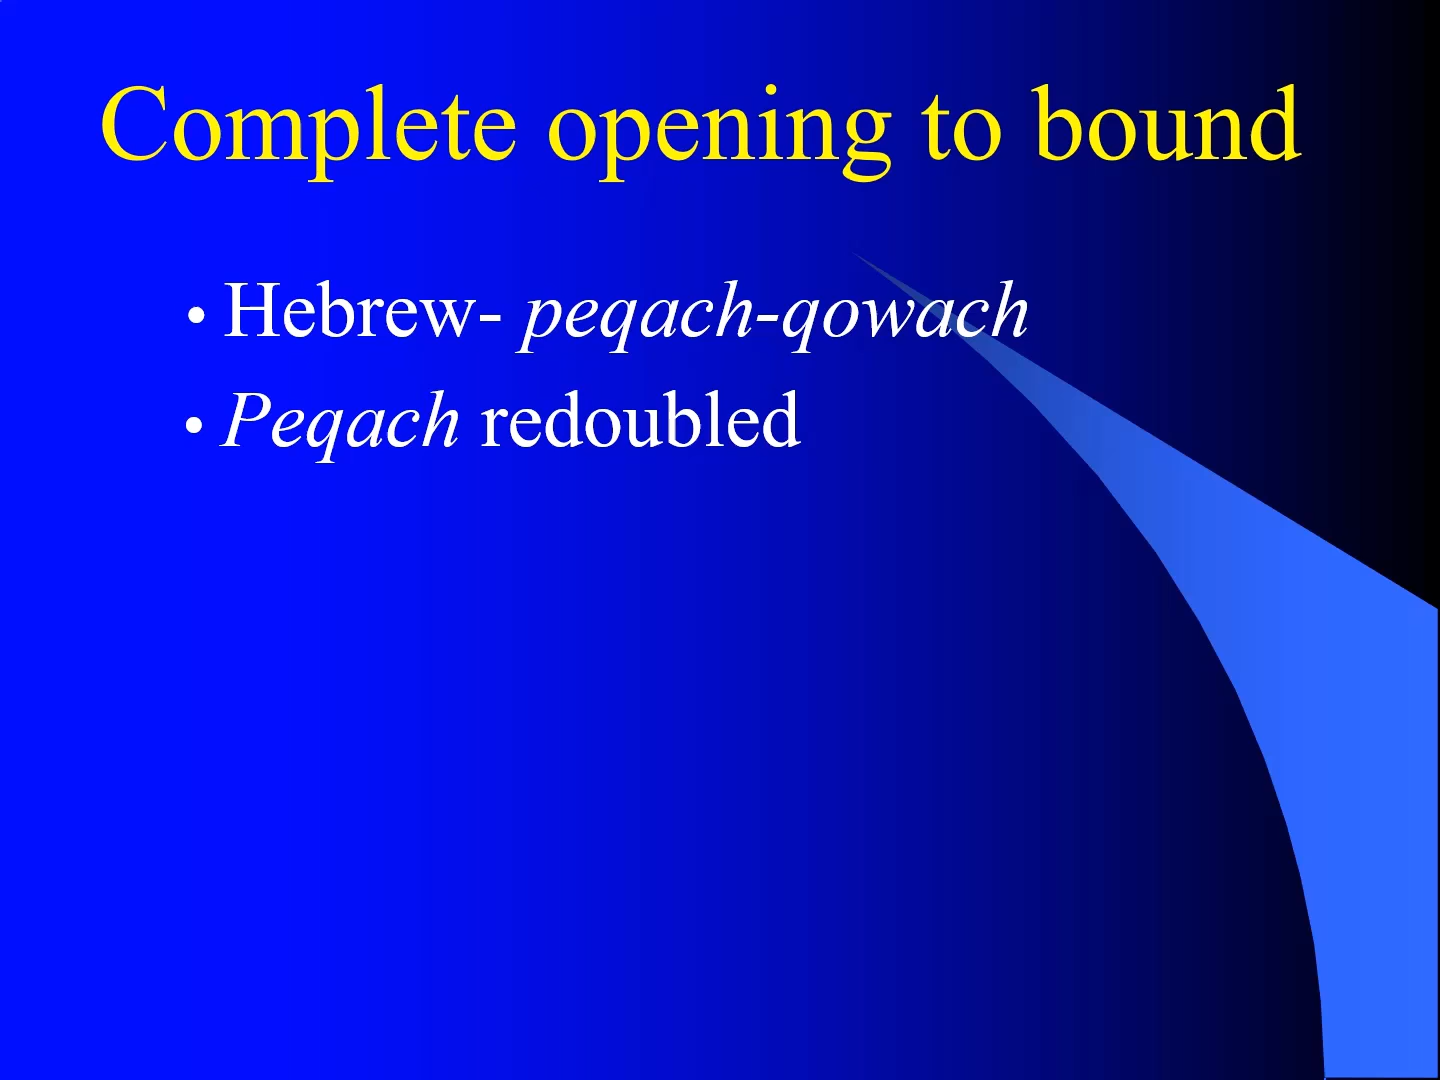 Complete opening to bound
• Hebrew- peqach-qowach
• Peqach redoubled